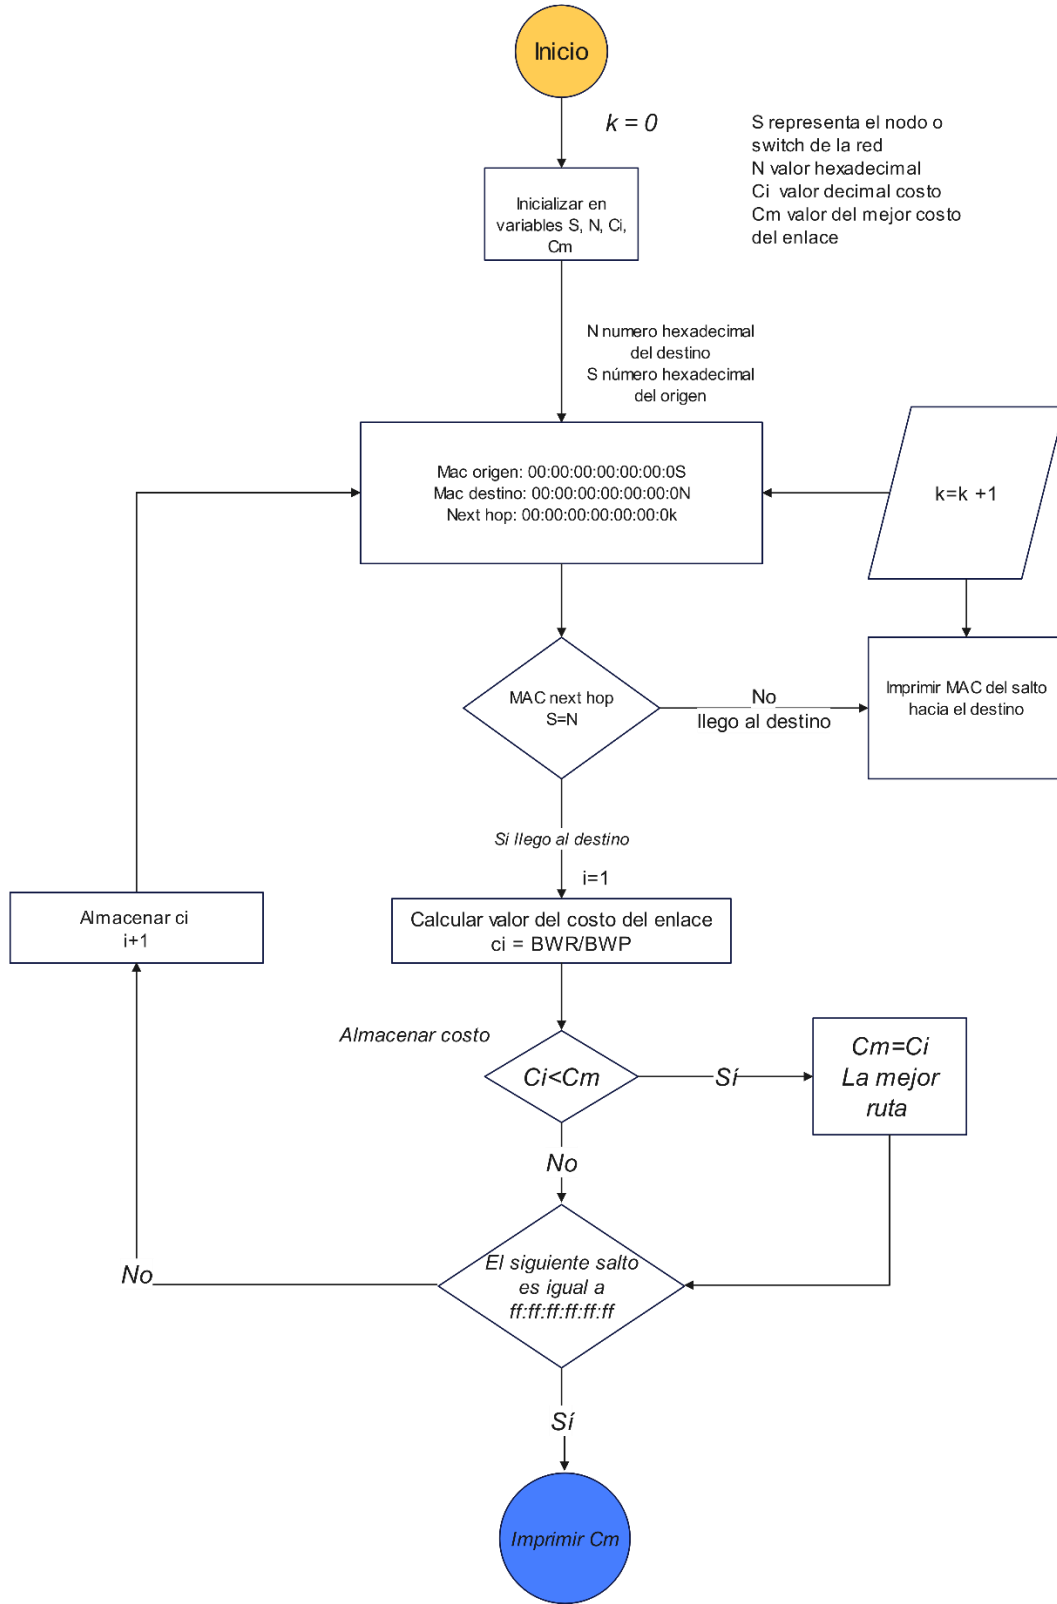 Inicio
k = 0
S representa el nodo o
switch de la red
N valor hexadecimal
Ci valor decimal costo
Cm valor del mejor costo
del enlace
Inicializar en
variables S, N, Ci,
Cm
N numero hexadecimal
del destino
S número hexadecimal
del origen
Mac origen: 00:00:00:00:00:00:0S
Mac destino: 00:00:00:00:00:00:0N
Next hop: 00:00:00:00:00:00:0k
k=k +1
MAC next hop
S=N
No
llego al destino
Imprimir MAC del salto
hacia el destino
Si llego al destino
i=1
Calcular valor del costo del enlace
ci = BWR/BWP
Almacenar ci
i+1
Almacenar costo
Ci<Cm
Sí
Cm=Ci
La mejor
ruta
No
El siguiente salto
es igual a
ff:ff:ff:ff:ff:ff
No
Sí
Imprimir Cm